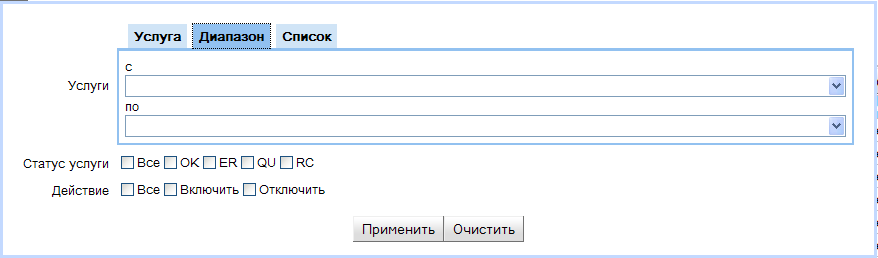 Услуга Диапазон Список
с
Услуги
по
Статус услуги Все OK ER QU RC
Действие Все Включить Отключить
Применить Очистить